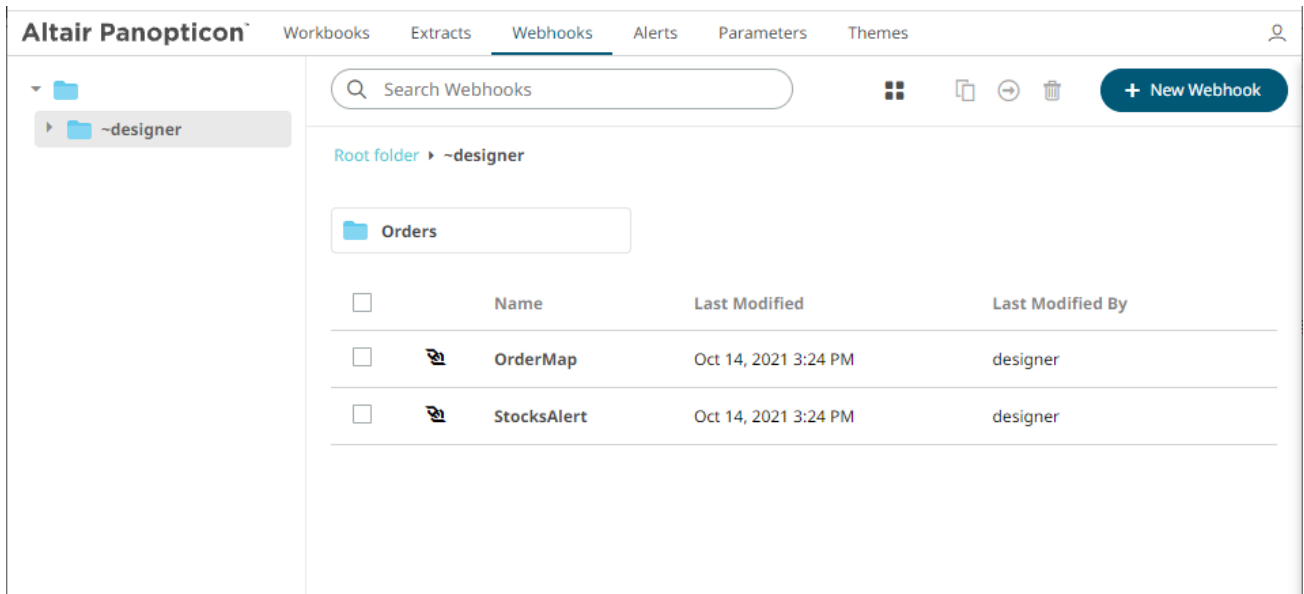 Altair Panopticon™ Workbooks Extracts Webhooks Alerts Parameters Themes
Search Webhooks + New Webhook
~designer
Root folder ▸ ~designer
Orders
Name Last Modified Last Modified By
OrderMap Oct 14, 2021 3:24 PM designer
StocksAlert Oct 14, 2021 3:24 PM designer